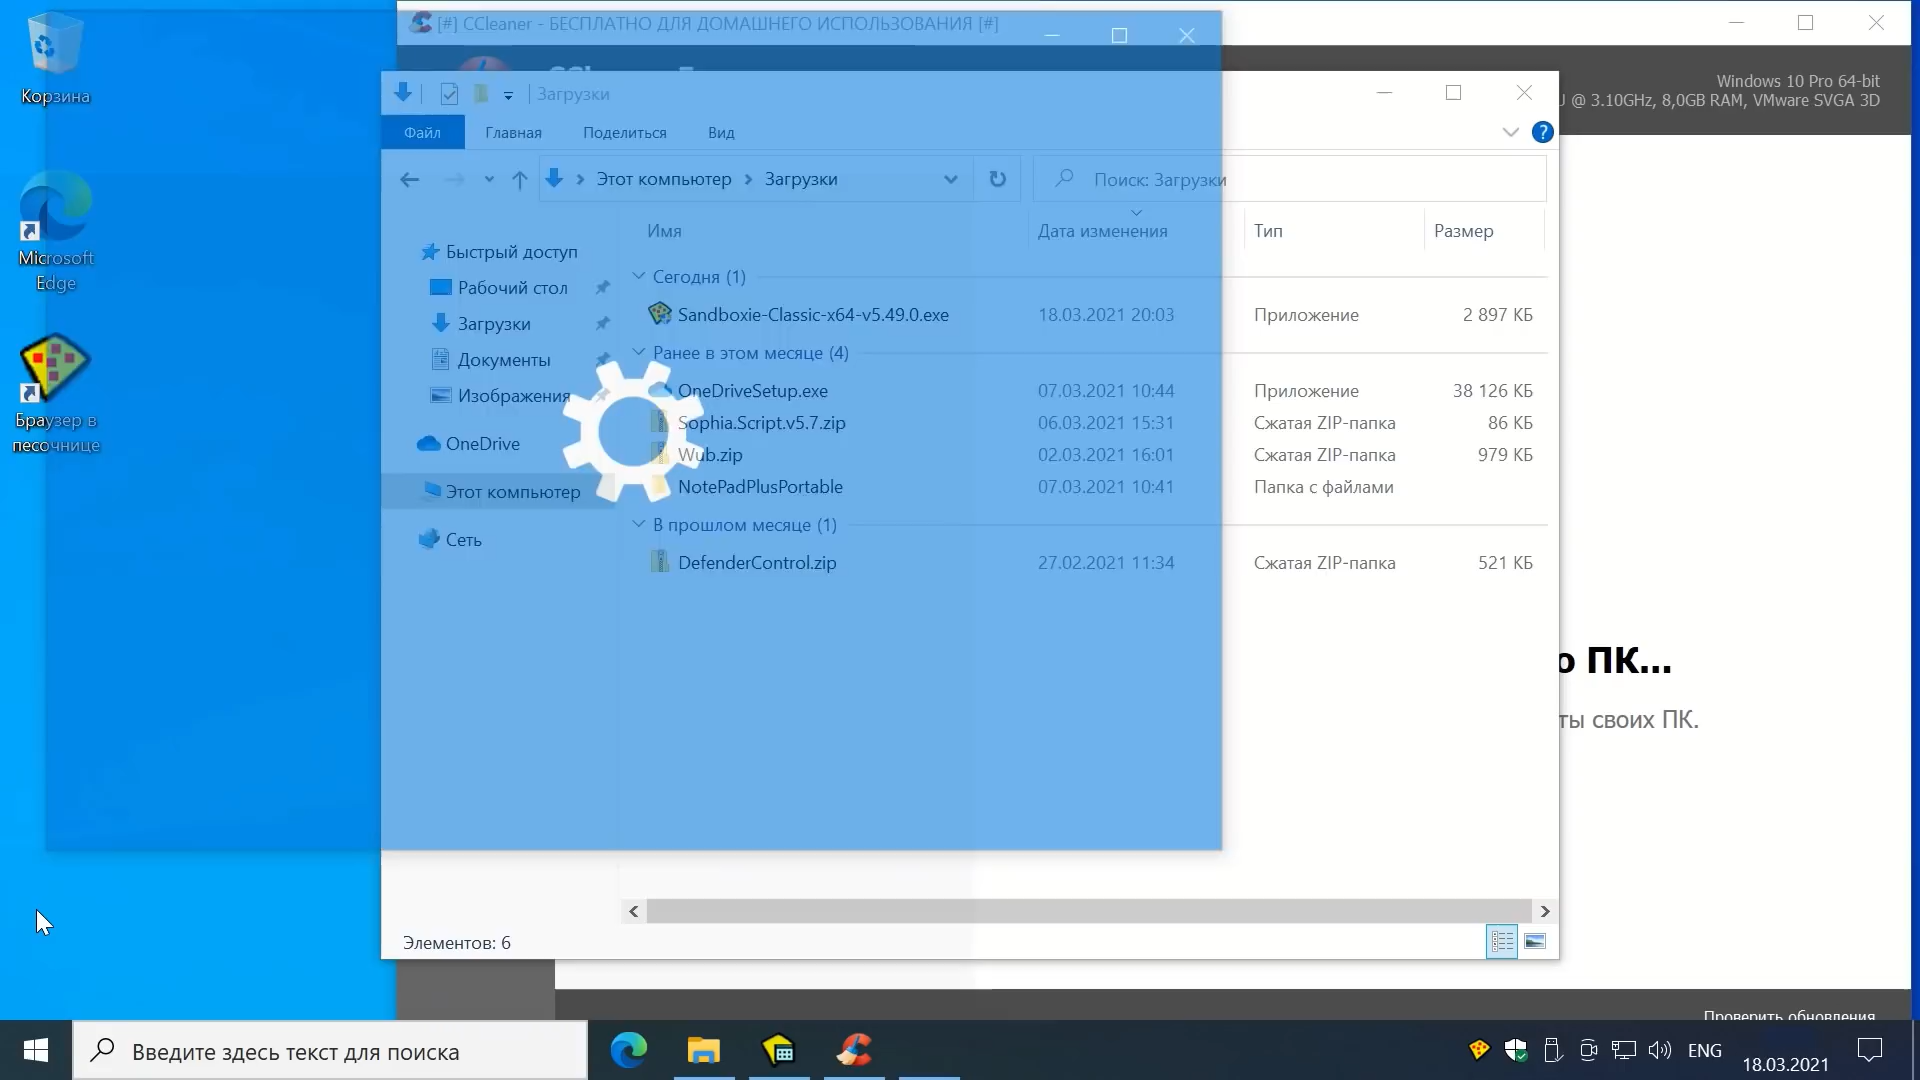 [#] CCleaner - БЕСПЛАТНО ДЛЯ ДОМАШНЕГО ИСПОЛЬЗОВАНИЯ [#]
Windows 10 Pro 64-bit
@ 3.10GHz, 8,0GB RAM, VMware SVGA 3D
Загрузки
Файл
Главная
Поделиться
Вид
Этот компьютер
Загрузки
Поиск: Загрузки
Имя
Дата изменения
Тип
Размер
Быстрый доступ
Рабочий стол
Загрузки
Документы
Изображения
OneDrive
Этот компьютер
Сеть
Сегодня (1)
Sandboxie-Classic-x64-v5.49.0.exe 18.03.2021 20:03 Приложение 2 897 КБ
Ранее в этом месяце (4)
OneDriveSetup.exe 07.03.2021 10:44 Приложение 38 126 КБ
Sophia.Script.v5.7.zip 06.03.2021 15:31 Сжатая ZIP-папка 86 КБ
Wub.zip 02.03.2021 16:01 Сжатая ZIP-папка 979 КБ
NotePadPlusPortable 07.03.2021 10:41 Папка с файлами
В прошлом месяце (1)
DefenderControl.zip 27.02.2021 11:34 Сжатая ZIP-папка 521 КБ
Элементов: 6
о ПК...
ты своих ПК.
Проверить обновления
Корзина
Microsoft
Edge
Браузер в
песочнице
Введите здесь текст для поиска
ENG
18.03.2021